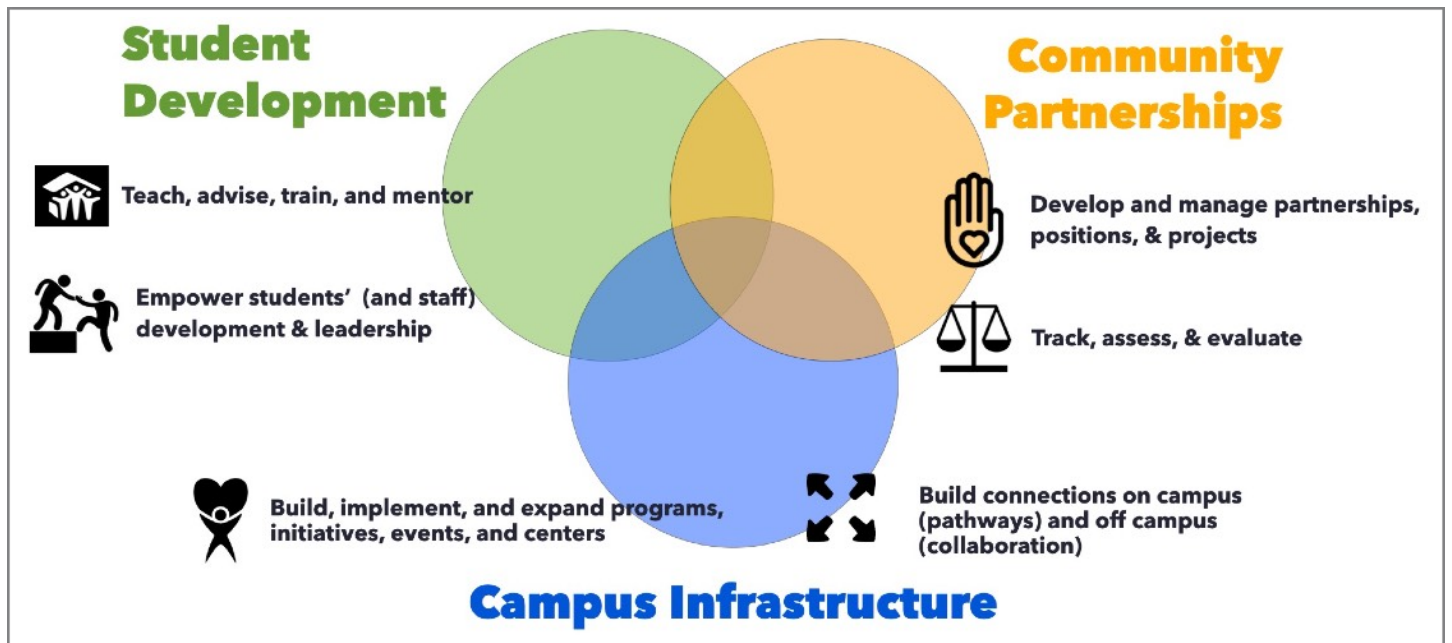 Student
Development
Teach, advise, train, and mentor
Empower students’ (and staff)
development & leadership
Community
Partnerships
Develop and manage partnerships,
positions, & projects
Track, assess, & evaluate
Build, implement, and expand programs,
initiatives, events, and centers
Build connections on campus
(pathways) and off campus
(collaboration)
Campus Infrastructure